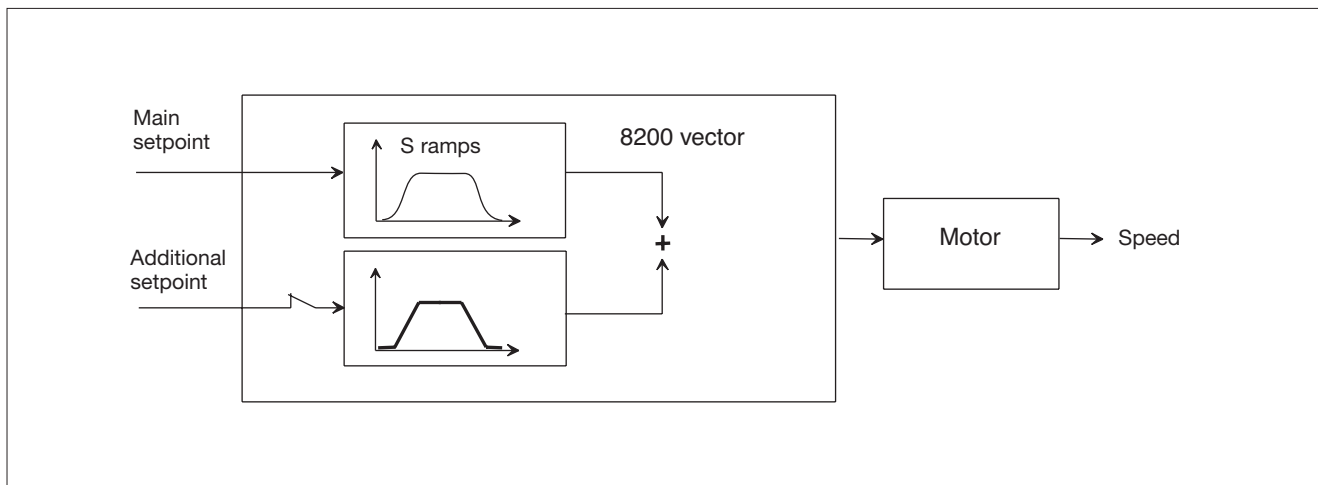 Main
setpoint
S ramps
8200 vector
+
Additional
setpoint
Motor
Speed